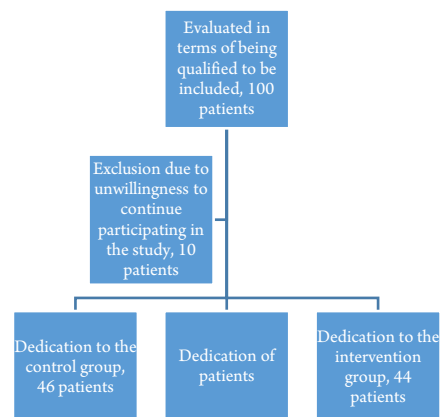 Evaluated in
terms of being
qualified to be
included, 100
patients
Exclusion due to
unwillingness to
continue
participating in
the study, 10
patients
Dedication to the
control group,
46 patients
Dedication of
patients
Dedication to the
intervention
group, 44
patients